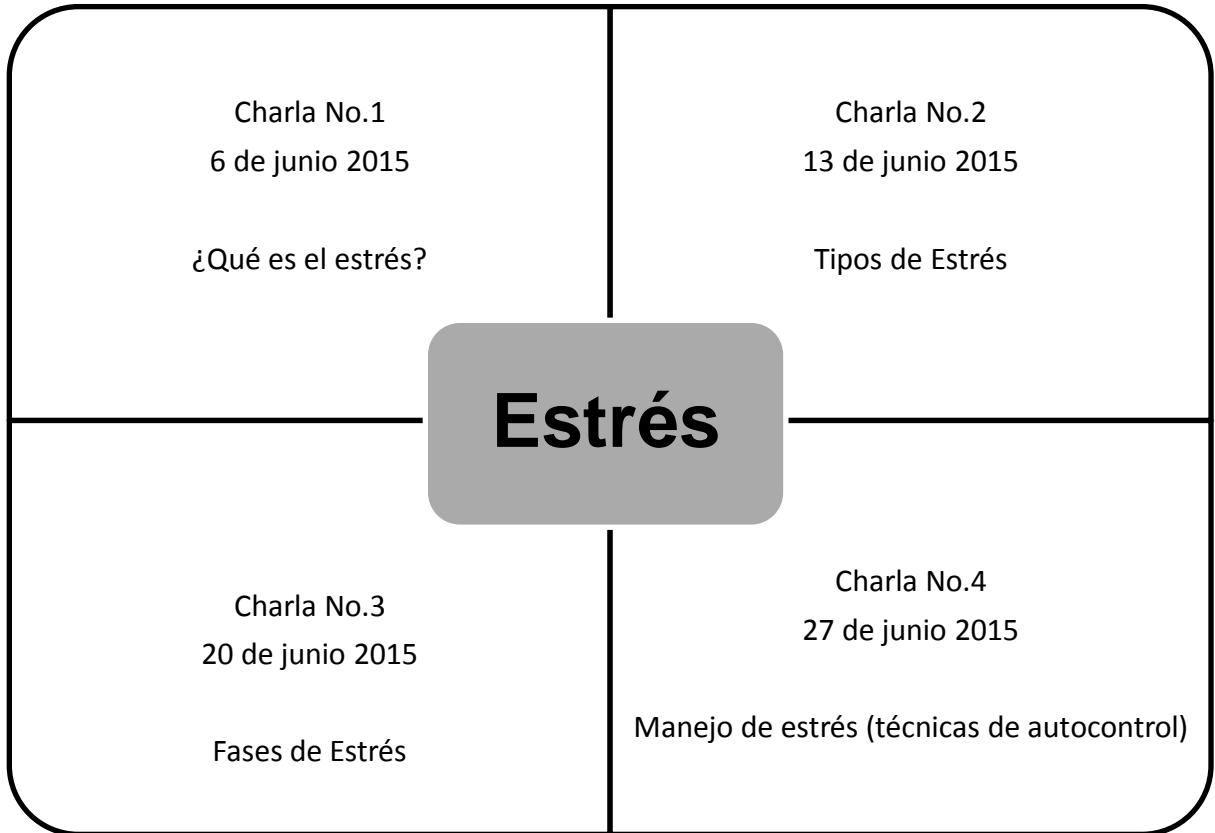 Charla No.1
6 de junio 2015
¿Qué es el estrés?
Charla No.2
13 de junio 2015
Tipos de Estrés
Estrés
Charla No.3
20 de junio 2015
Fases de Estrés
Charla No.4
27 de junio 2015
Manejo de estrés (técnicas de autocontrol)